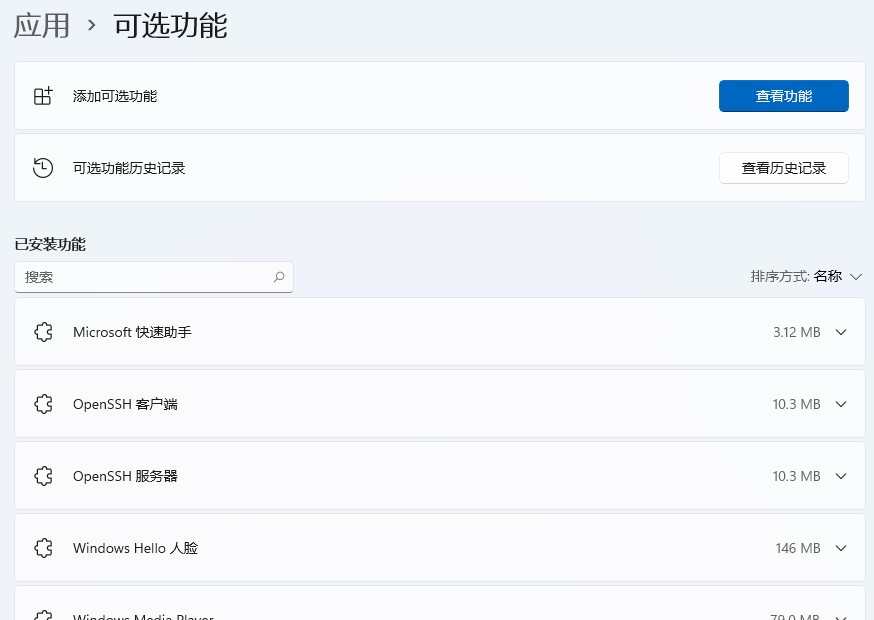 应用 › 可选功能
添加可选功能 查看功能
可选功能历史记录 查看历史记录
已安装功能
搜索 排序方式: 名称
Microsoft 快速助手 3.12 MB
OpenSSH 客户端 10.3 MB
OpenSSH 服务器 10.3 MB
Windows Hello 人脸 146 MB
Windows Media Player 79.0 MB